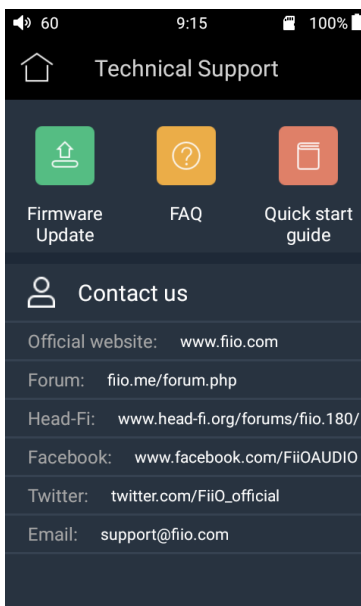 60 9:15 100%
Technical Support
Firmware Update FAQ Quick start guide
Contact us
Official website: www.fiio.com
Forum: fiio.me/forum.php
Head-Fi: www.head-fi.org/forums/fiio.180/
Facebook: www.facebook.com/FiiOAUDIO
Twitter: twitter.com/FiiO_official
Email: support@fiio.com